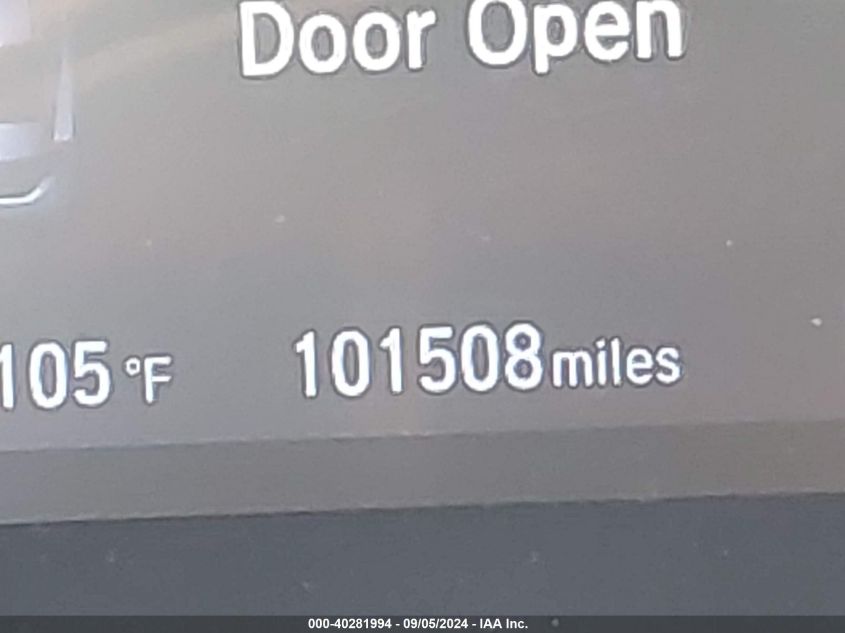 Door Open
105 °F 101508 miles
000-40281994 - 09/05/2024 - IAA Inc.